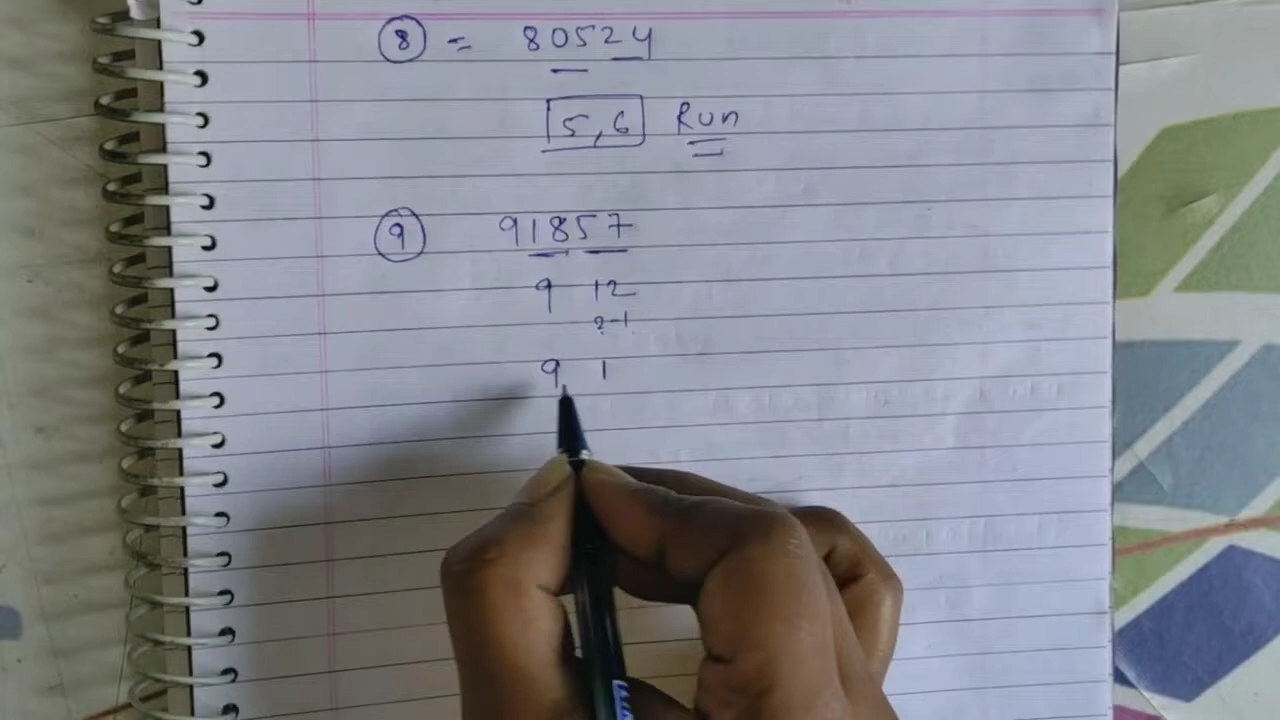 8 = 80524
5,6 Run
9 91857
9 12
2-1
9 1